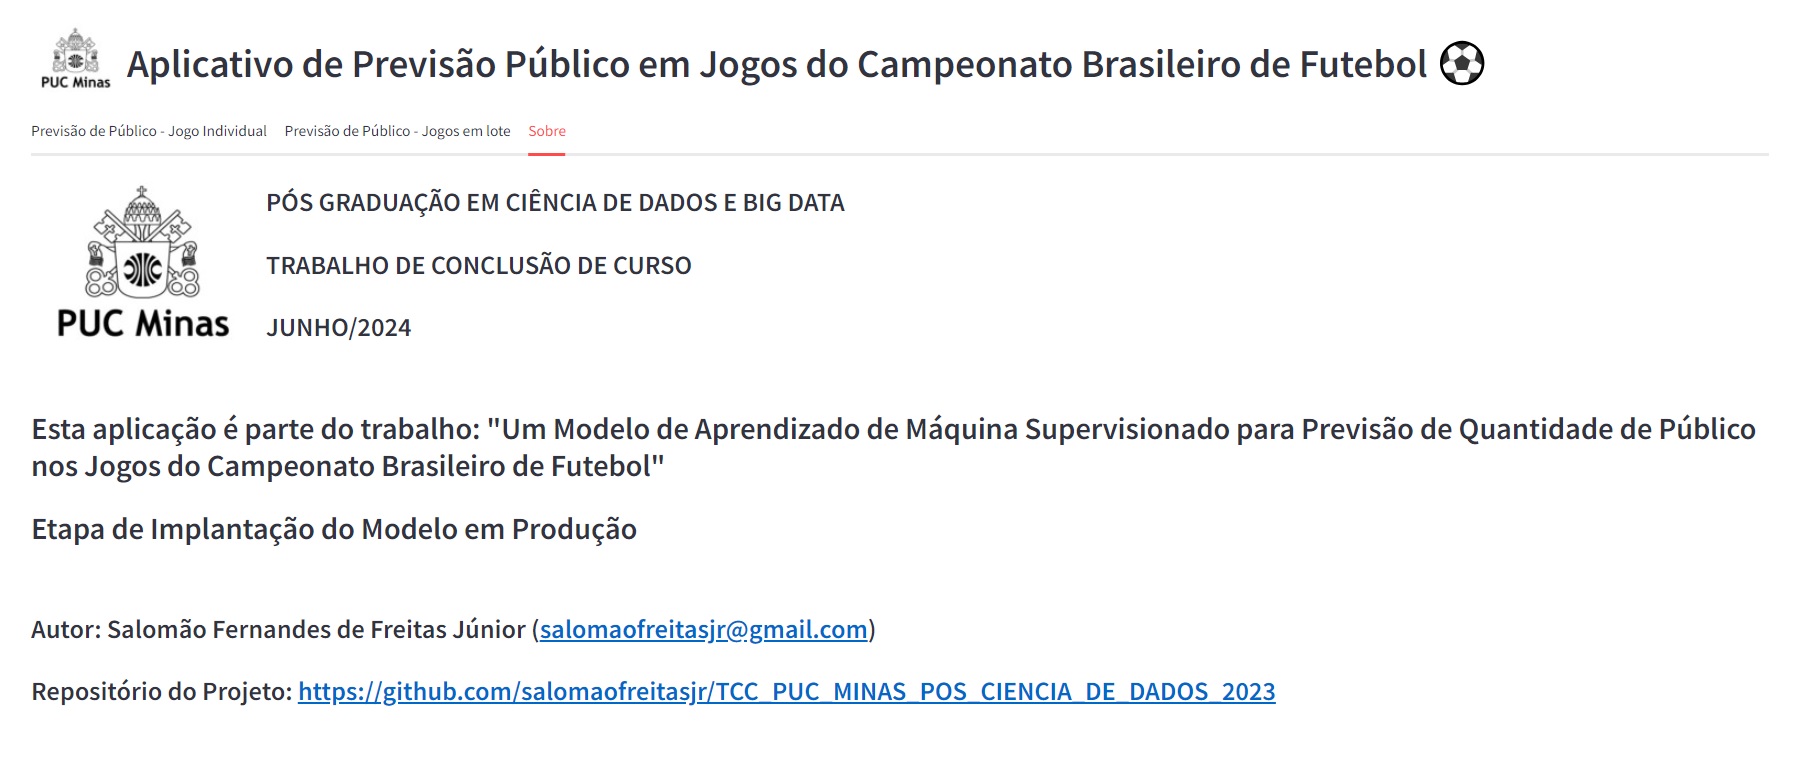 PUC Minas
Aplicativo de Previsão Público em Jogos do Campeonato Brasileiro de Futebol
Previsão de Público - Jogo Individual
Previsão de Público - Jogos em lote
Sobre
PUC Minas
PÓS GRADUAÇÃO EM CIÊNCIA DE DADOS E BIG DATA
TRABALHO DE CONCLUSÃO DE CURSO
JUNHO/2024
Esta aplicação é parte do trabalho: "Um Modelo de Aprendizado de Máquina Supervisionado para Previsão de Quantidade de Público
nos Jogos do Campeonato Brasileiro de Futebol"
Etapa de Implantação do Modelo em Produção
Autor: Salomão Fernandes de Freitas Júnior (salomaofreitasjr@gmail.com)
Repositório do Projeto: https://github.com/salomaofreitasjr/TCC_PUC_MINAS_POS_CIENCIA_DE_DADOS_2023